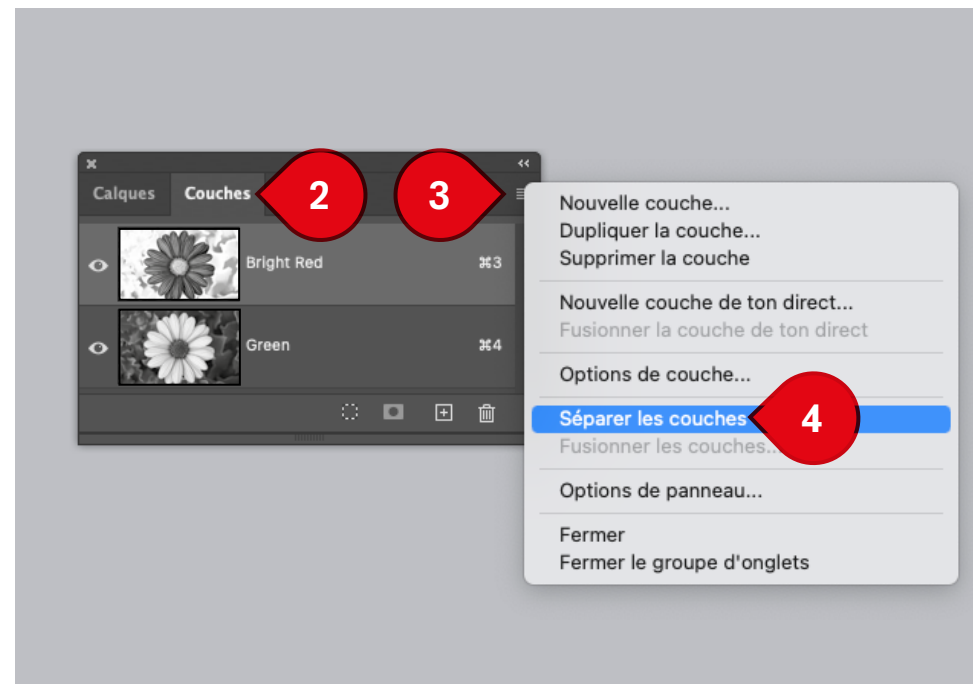 Calques Couches 2 3
Bright Red ⌘3
Green ⌘4
Nouvelle couche...
Dupliquer la couche...
Supprimer la couche
Nouvelle couche de ton direct...
Fusionner la couche de ton direct
Options de couche...
Séparer les couches 4
Fusionner les couches...
Options de panneau...
Fermer
Fermer le groupe d'onglets